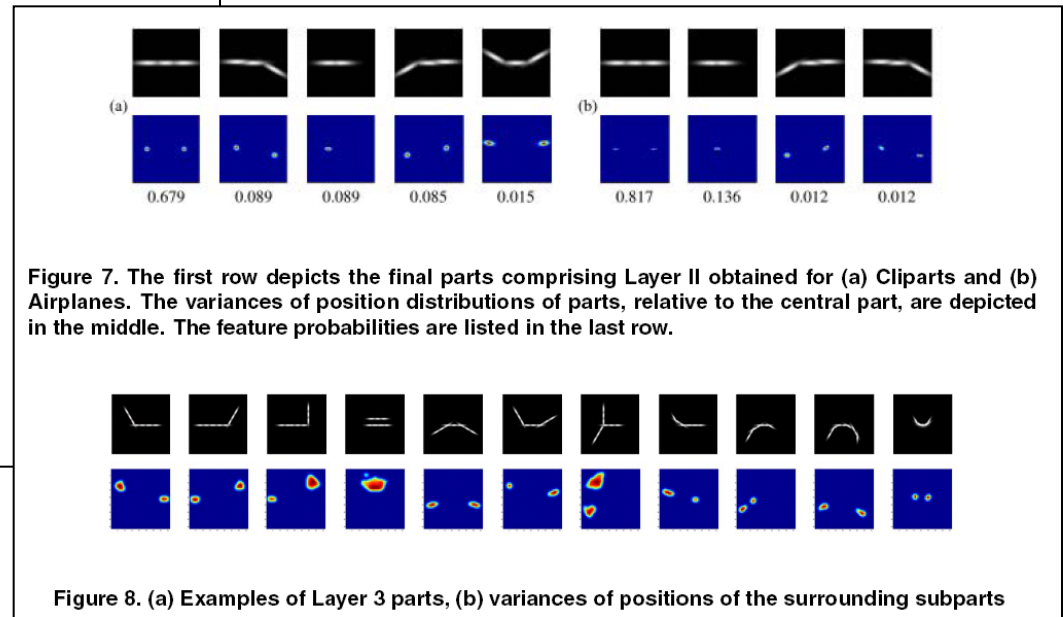 (a)
(b)
0.679 0.089 0.089 0.085 0.015 0.817 0.136 0.012 0.012
Figure 7. The first row depicts the final parts comprising Layer II obtained for (a) Cliparts and (b)
Airplanes. The variances of position distributions of parts, relative to the central part, are depicted
in the middle. The feature probabilities are listed in the last row.
Figure 8. (a) Examples of Layer 3 parts, (b) variances of positions of the surrounding subparts